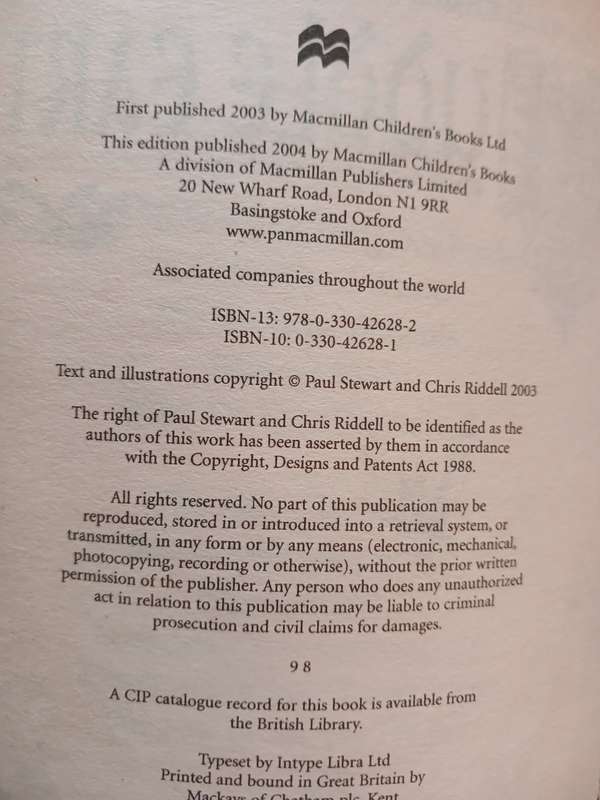 First published 2003 by Macmillan Children's Books Ltd
This edition published 2004 by Macmillan Children's Books
A division of Macmillan Publishers Limited
20 New Wharf Road, London N1 9RR
Basingstoke and Oxford
www.panmacmillan.com
Associated companies throughout the world
ISBN-13: 978-0-330-42628-2
ISBN-10: 0-330-42628-1
Text and illustrations copyright © Paul Stewart and Chris Riddell 2003
The right of Paul Stewart and Chris Riddell to be identified as the
authors of this work has been asserted by them in accordance
with the Copyright, Designs and Patents Act 1988.
All rights reserved. No part of this publication may be
reproduced, stored in or introduced into a retrieval system, or
transmitted, in any form or by any means (electronic, mechanical,
photocopying, recording or otherwise), without the prior written
permission of the publisher. Any person who does any unauthorized
act in relation to this publication may be liable to criminal
prosecution and civil claims for damages.
9 8
A CIP catalogue record for this book is available from
the British Library.
Typeset by Intype Libra Ltd
Printed and bound in Great Britain by
Mackays of Chatham plc, Kent